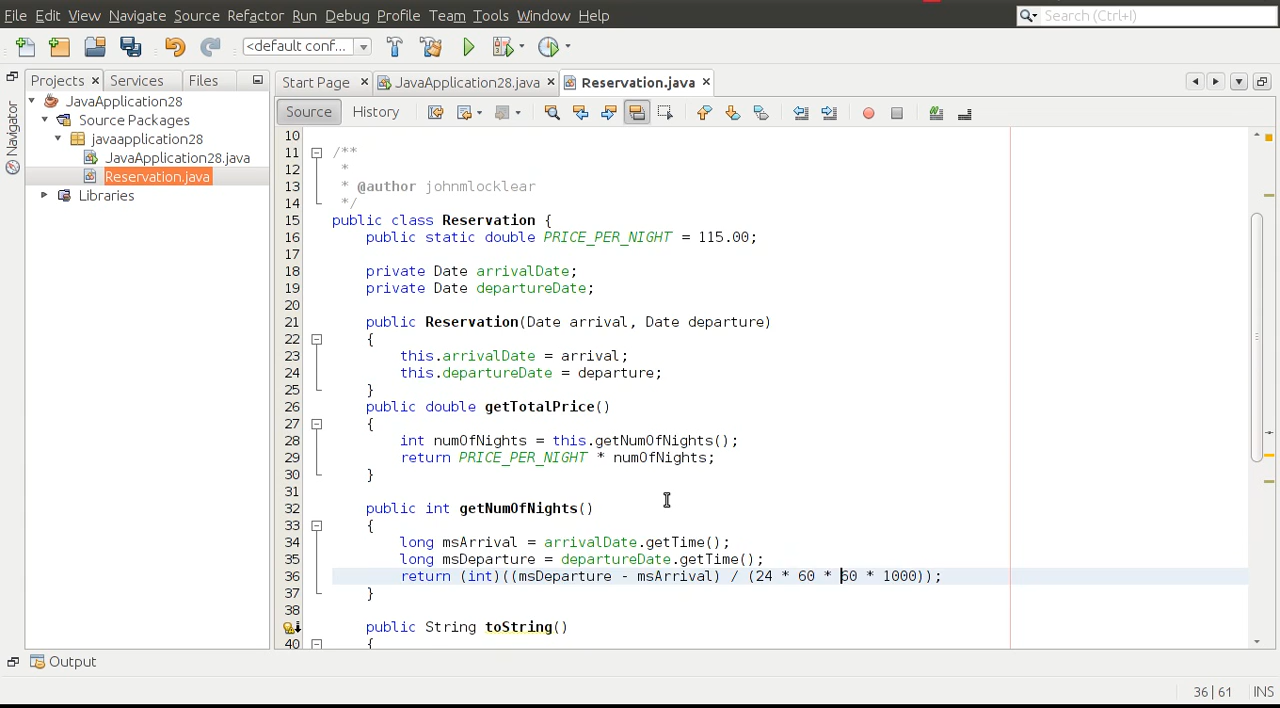 File Edit View Navigate Source Refactor Run Debug Profile Team Tools Window Help
Search (Ctrl+I)
<default conf...
Projects Services Files
Start Page JavaApplication28.java Reservation.java
Navigator
JavaApplication28
Source Packages
javaapplication28
JavaApplication28.java
Reservation.java
Libraries
Source History
10
11 /**
12 *
13 * @author johnmlocklear
14 */
15 public class Reservation {
16 public static double PRICE_PER_NIGHT = 115.00;
17
18 private Date arrivalDate;
19 private Date departureDate;
20
21 public Reservation(Date arrival, Date departure)
22 {
23 this.arrivalDate = arrival;
24 this.departureDate = departure;
25 }
26 public double getTotalPrice()
27 {
28 int numOfNights = this.getNumOfNights();
29 return PRICE_PER_NIGHT * numOfNights;
30 }
31
32 public int getNumOfNights()
33 {
34 long msArrival = arrivalDate.getTime();
35 long msDeparture = departureDate.getTime();
36 return (int)((msDeparture - msArrival) / (24 * 60 * 60 * 1000));
37 }
38
public String toString()
40 {
Output
36|61 INS